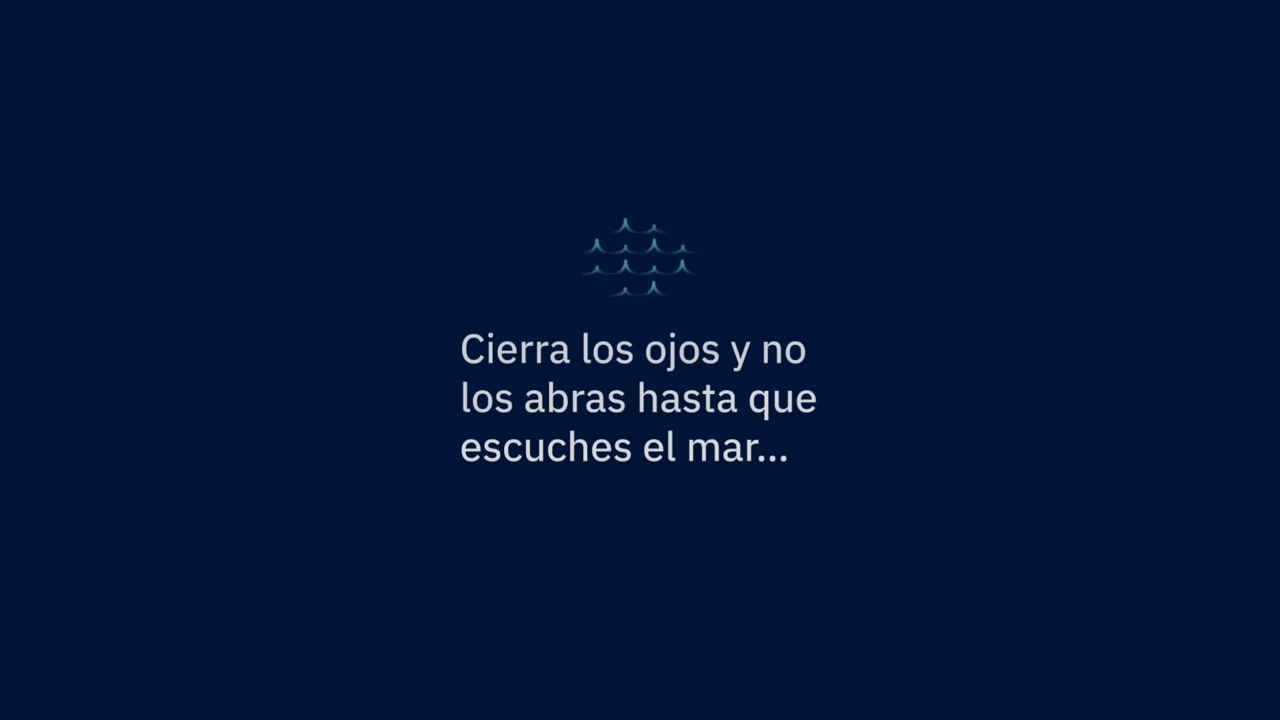 Cierra los ojos y no
los abras hasta que
escuches el mar...